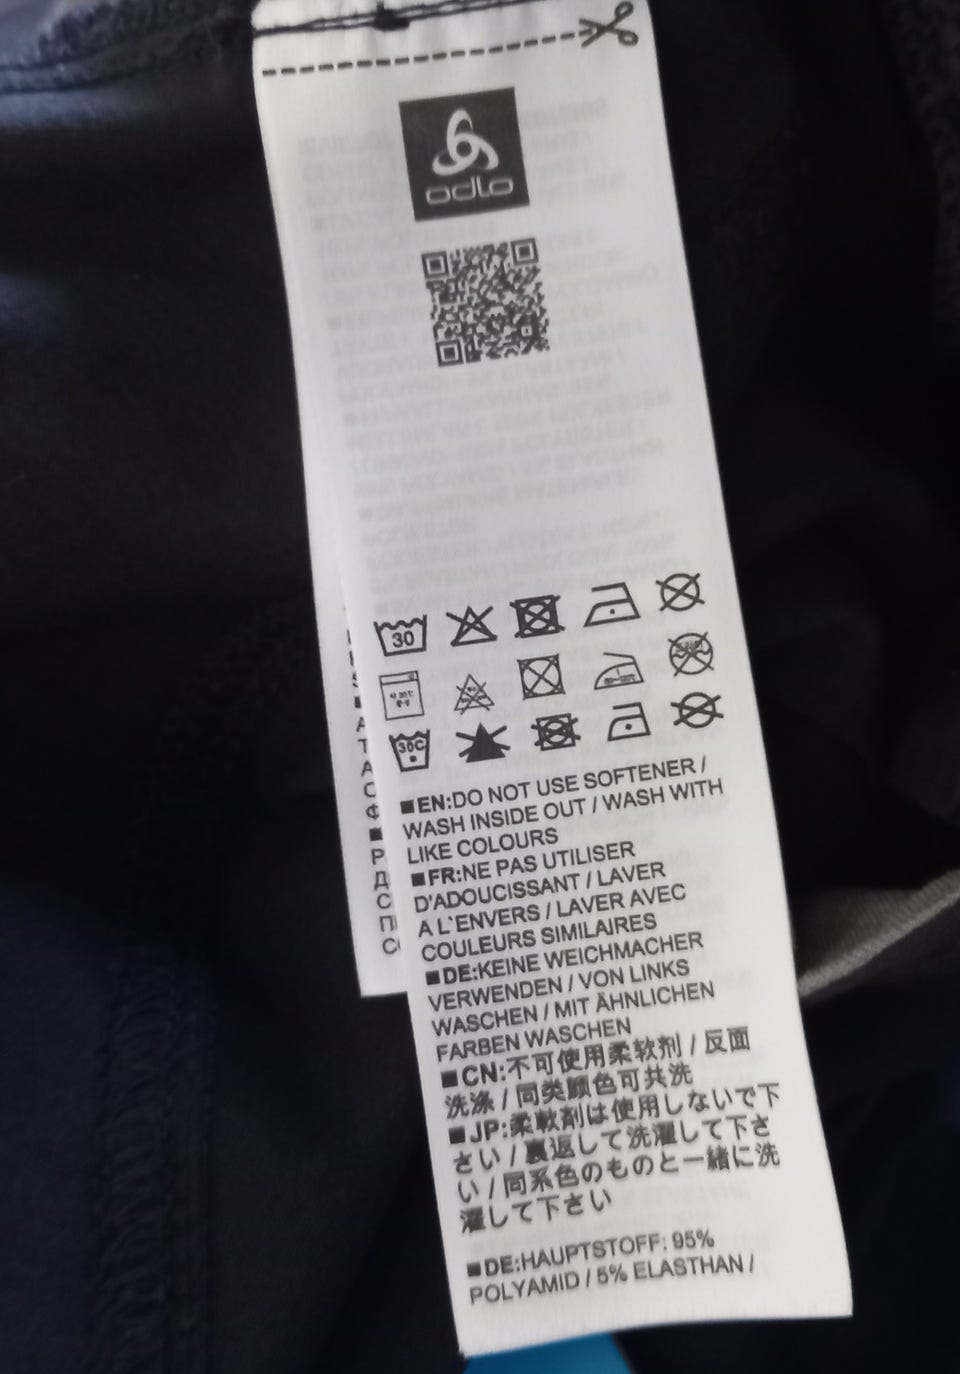 odlo
30
30C
■EN:DO NOT USE SOFTENER /
WASH INSIDE OUT / WASH WITH
LIKE COLOURS
■FR:NE PAS UTILISER
D'ADOUCISSANT / LAVER
A L'ENVERS / LAVER AVEC
COULEURS SIMILAIRES
■DE:KEINE WEICHMACHER
VERWENDEN / VON LINKS
WASCHEN / MIT ÄHNLICHEN
FARBEN WASCHEN
■CN:不可使用柔软剂 / 反面
洗涤 / 同类颜色可共洗
■JP:柔軟剤は使用しないで下
さい / 裏返して洗濯して下さ
い / 同系色のものと一緒に洗
濯して下さい
■DE:HAUPTSTOFF: 95%
POLYAMID / 5% ELASTHAN /